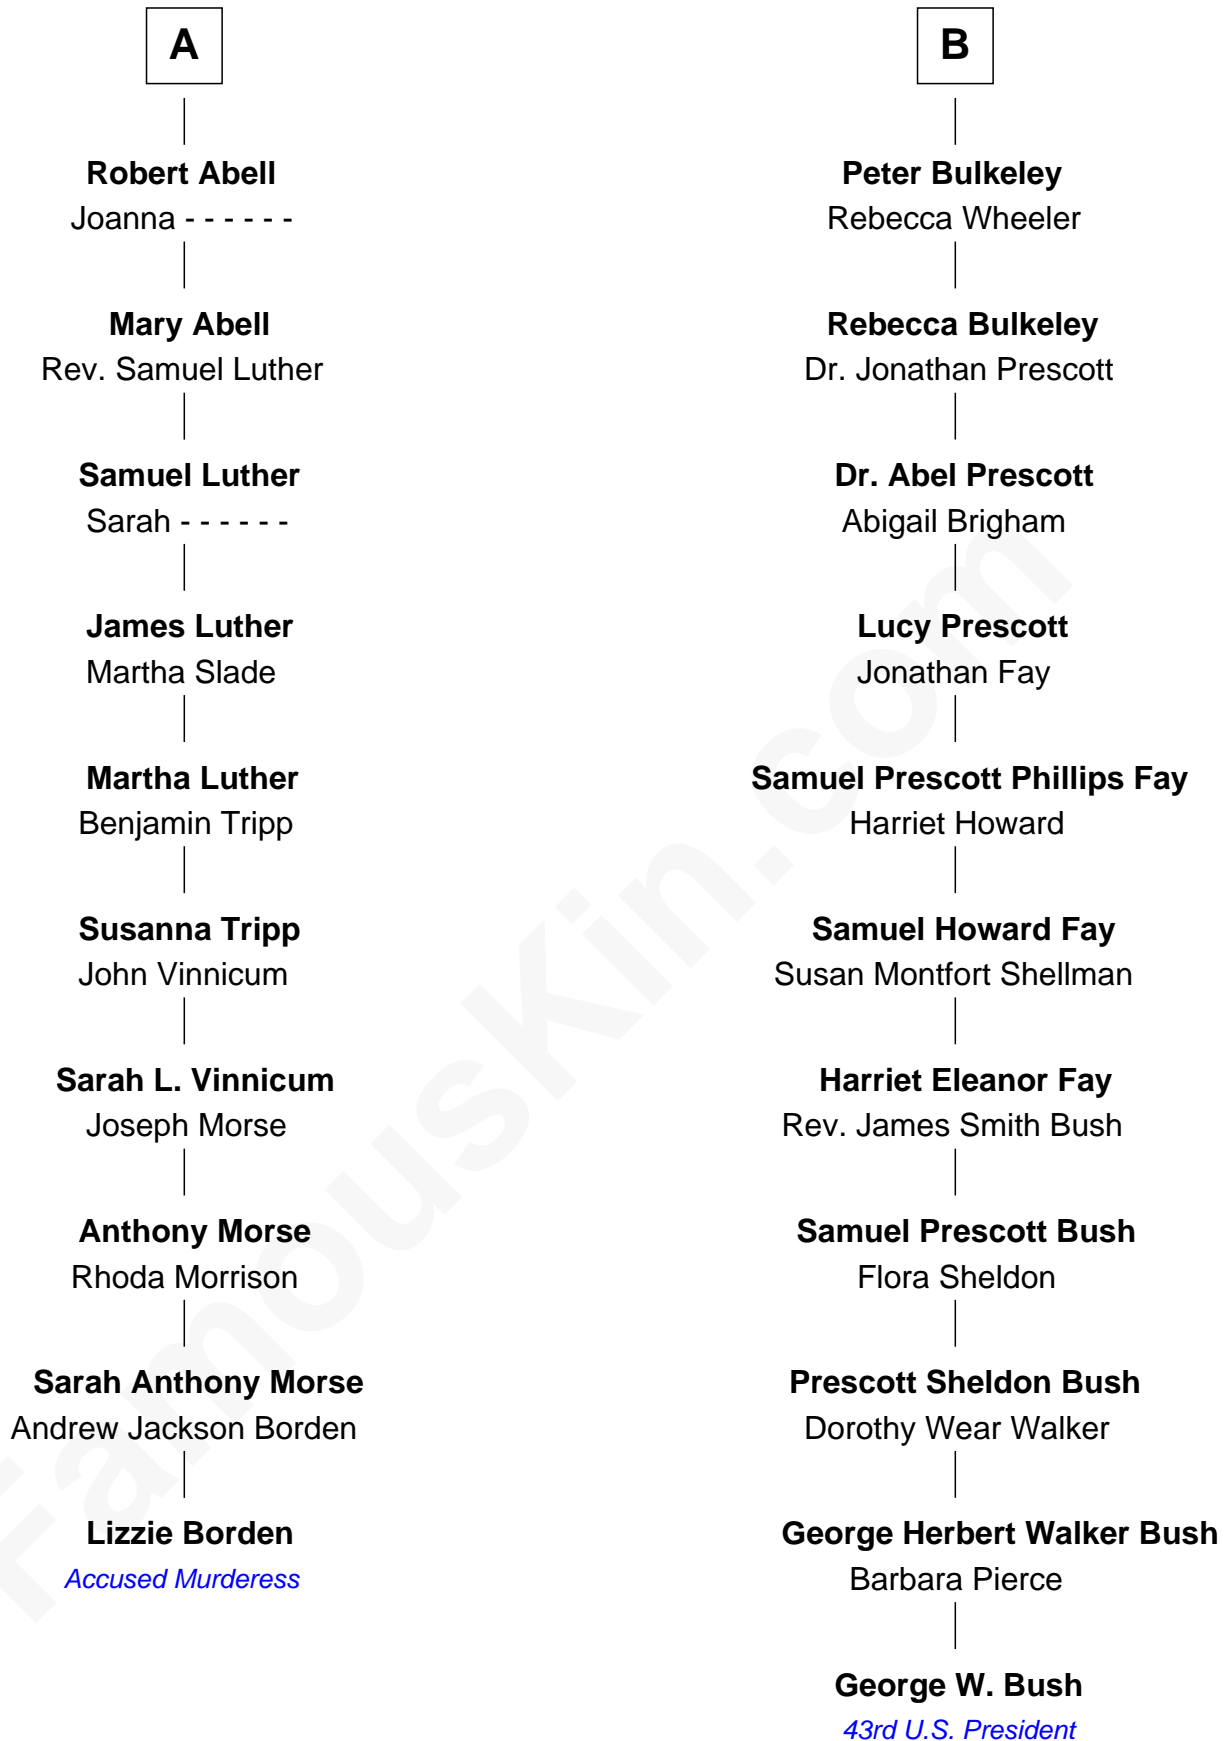 A
Robert Abell
Joanna - - - - - -
Mary Abell
Rev. Samuel Luther
Samuel Luther
Sarah - - - - - -
James Luther
Martha Slade
Martha Luther
Benjamin Tripp
Susanna Tripp
John Vinnicum
Sarah L. Vinnicum
Joseph Morse
Anthony Morse
Rhoda Morrison
Sarah Anthony Morse
Andrew Jackson Borden
Lizzie Borden
Accused Murderess
B
Peter Bulkeley
Rebecca Wheeler
Rebecca Bulkeley
Dr. Jonathan Prescott
Dr. Abel Prescott
Abigail Brigham
Lucy Prescott
Jonathan Fay
Samuel Prescott Phillips Fay
Harriet Howard
Samuel Howard Fay
Susan Montfort Shellman
Harriet Eleanor Fay
Rev. James Smith Bush
Samuel Prescott Bush
Flora Sheldon
Prescott Sheldon Bush
Dorothy Wear Walker
George Herbert Walker Bush
Barbara Pierce
George W. Bush
43rd U.S. President
FamousKin.com